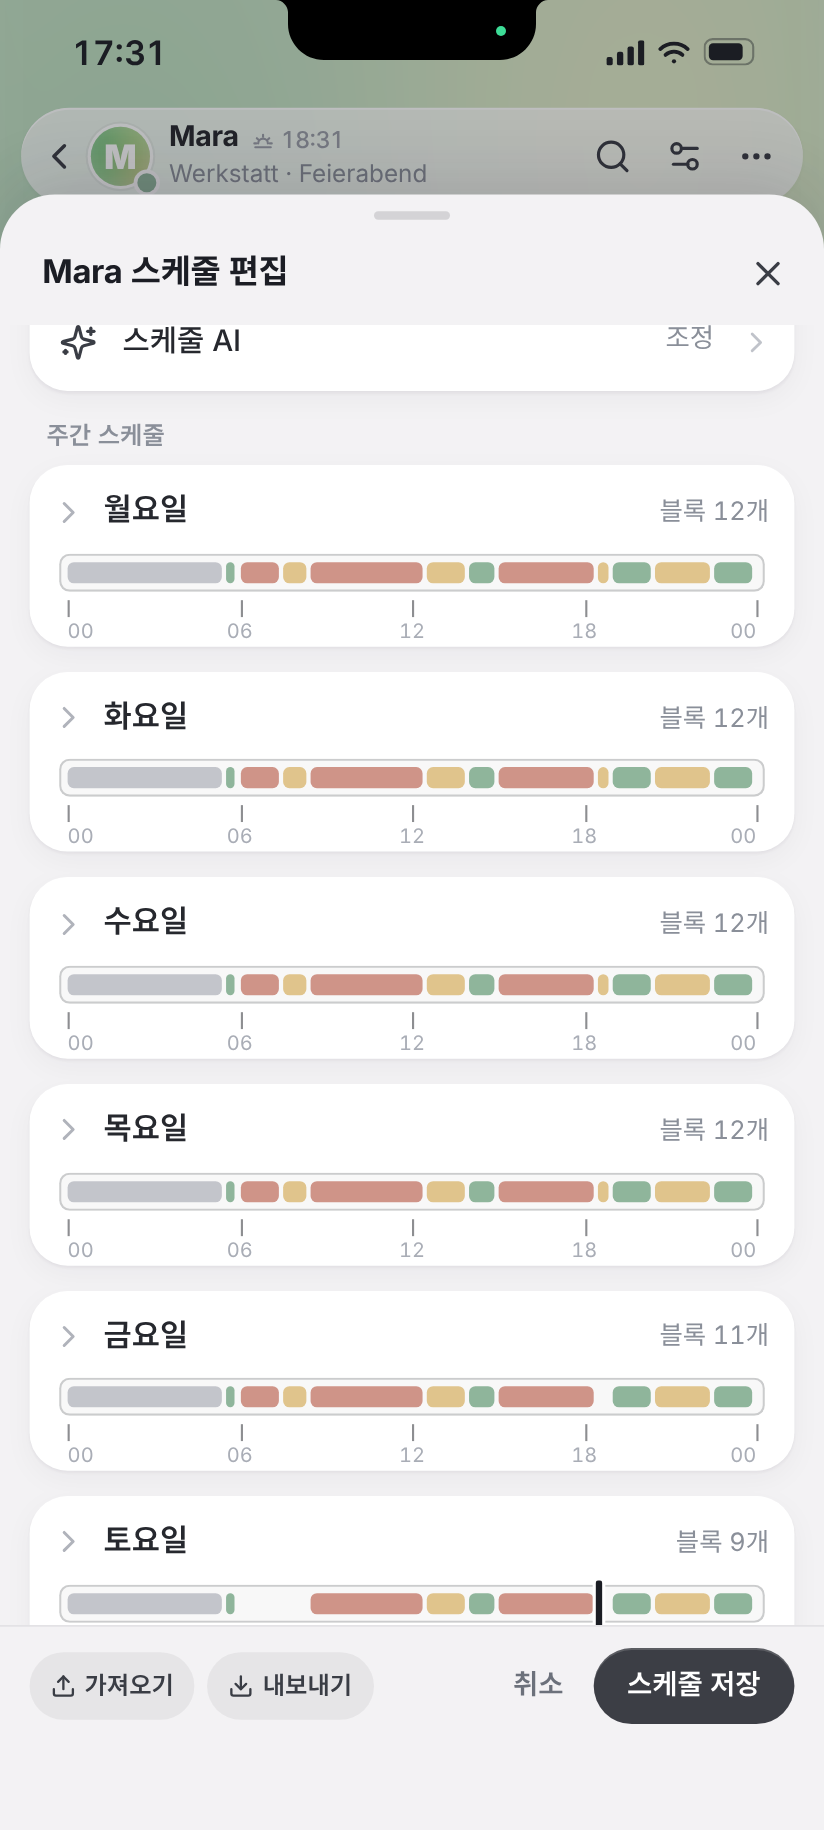 17:31
M
Mara 18:31
Werkstatt · Feierabend
Mara 스케줄 편집
스케줄 AI 조정
주간 스케줄
월요일 블록 12개
00 06 12 18 00
화요일 블록 12개
00 06 12 18 00
수요일 블록 12개
00 06 12 18 00
목요일 블록 12개
00 06 12 18 00
금요일 블록 11개
00 06 12 18 00
토요일 블록 9개
가져오기 내보내기 취소 스케줄 저장